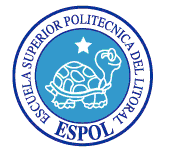 ESCUELA SUPERIOR POLITECNICA DEL LITORAL
ESPOL